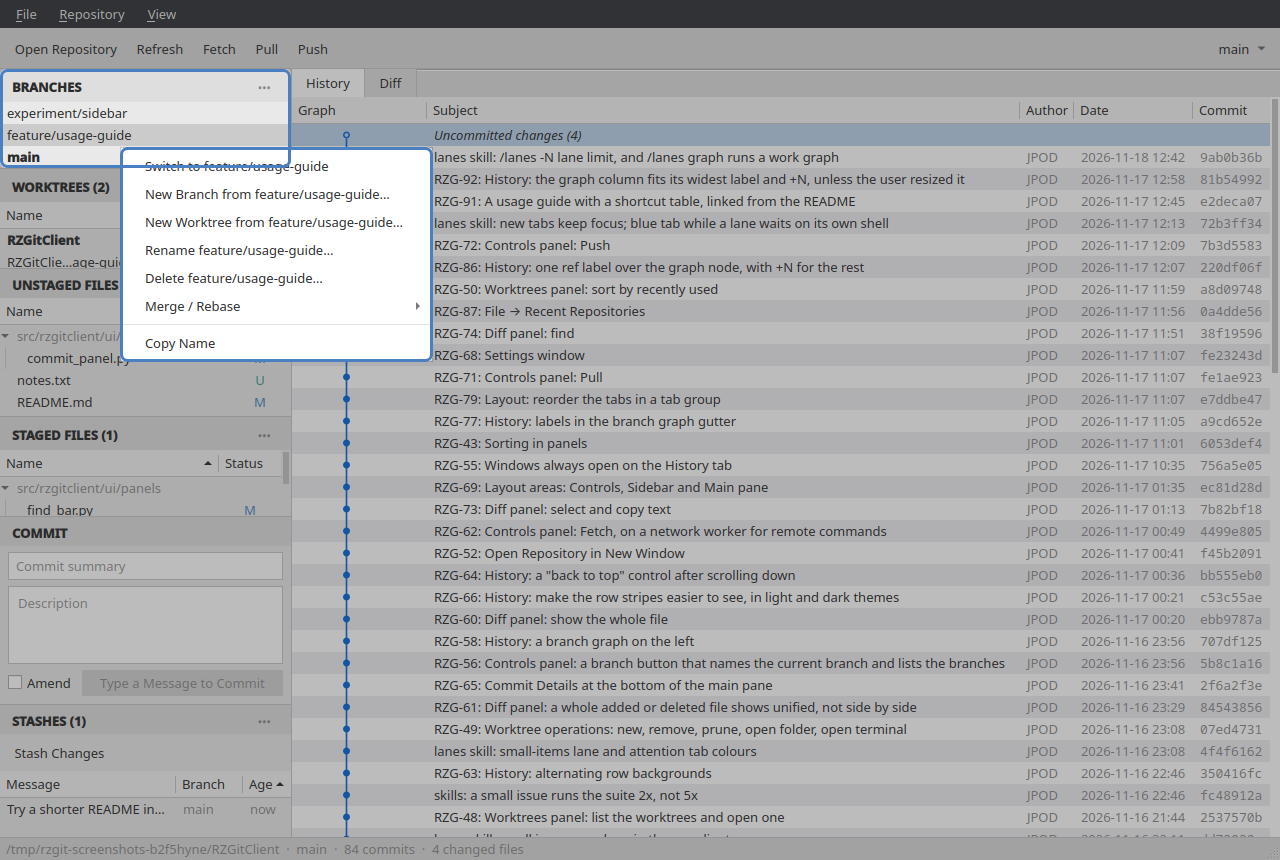 File Repository View
Open Repository Refresh Fetch Pull Push main
BRANCHES ...
experiment/sidebar
feature/usage-guide
main
WORKTREES (2)
Name
RZGitClient
RZGitClie...age-gui
UNSTAGED FILES
Name
src/rzgitclient/ui/
commit_panel.py
notes.txt U
README.md M
STAGED FILES (1) ...
Name Status
src/rzgitclient/ui/panels
find_bar.py M
COMMIT
Commit summary
Description
Amend Type a Message to Commit
STASHES (1) ...
Stash Changes
Message Branch Age
Try a shorter README in... main now
Switch to feature/usage-guide
New Branch from feature/usage-guide...
New Worktree from feature/usage-guide...
Rename feature/usage-guide...
Delete feature/usage-guide...
Merge / Rebase
Copy Name
History Diff
Graph Subject Author Date Commit
Uncommitted changes (4)
lanes skill: /lanes -N lane limit, and /lanes graph runs a work graph JPOD 2026-11-18 12:42 9ab0b36b
RZG-92: History: the graph column fits its widest label and +N, unless the user resized it JPOD 2026-11-17 12:58 81b54992
RZG-91: A usage guide with a shortcut table, linked from the README JPOD 2026-11-17 12:45 e2deca07
lanes skill: new tabs keep focus; blue tab while a lane waits on its own shell JPOD 2026-11-17 12:13 72b3ff34
RZG-72: Controls panel: Push JPOD 2026-11-17 12:09 7b3d5583
RZG-86: History: one ref label over the graph node, with +N for the rest JPOD 2026-11-17 12:07 220df06f
RZG-50: Worktrees panel: sort by recently used JPOD 2026-11-17 11:59 a8d09748
RZG-87: File → Recent Repositories JPOD 2026-11-17 11:56 0a4dde56
RZG-74: Diff panel: find JPOD 2026-11-17 11:51 38f19596
RZG-68: Settings window JPOD 2026-11-17 11:07 fe23243d
RZG-71: Controls panel: Pull JPOD 2026-11-17 11:07 fe1ae923
RZG-79: Layout: reorder the tabs in a tab group JPOD 2026-11-17 11:07 e7ddbe47
RZG-77: History: labels in the branch graph gutter JPOD 2026-11-17 11:05 a9cd652e
RZG-43: Sorting in panels JPOD 2026-11-17 11:01 6053def4
RZG-55: Windows always open on the History tab JPOD 2026-11-17 10:35 756a5e05
RZG-69: Layout areas: Controls, Sidebar and Main pane JPOD 2026-11-17 01:35 ec81d28d
RZG-73: Diff panel: select and copy text JPOD 2026-11-17 01:13 7b82bf18
RZG-62: Controls panel: Fetch, on a network worker for remote commands JPOD 2026-11-17 00:49 4499e805
RZG-52: Open Repository in New Window JPOD 2026-11-17 00:41 f45b2091
RZG-64: History: a "back to top" control after scrolling down JPOD 2026-11-17 00:36 bb555eb0
RZG-66: History: make the row stripes easier to see, in light and dark themes JPOD 2026-11-17 00:21 c53c55ae
RZG-60: Diff panel: show the whole file JPOD 2026-11-17 00:20 ebb9787a
RZG-58: History: a branch graph on the left JPOD 2026-11-16 23:56 707df125
RZG-56: Controls panel: a branch button that names the current branch and lists the branches JPOD 2026-11-16 23:56 5b8c1a16
RZG-65: Commit Details at the bottom of the main pane JPOD 2026-11-16 23:41 2f6a2f3e
RZG-61: Diff panel: a whole added or deleted file shows unified, not side by side JPOD 2026-11-16 23:29 84543856
RZG-49: Worktree operations: new, remove, prune, open folder, open terminal JPOD 2026-11-16 23:08 07ed4731
lanes skill: small-items lane and attention tab colours JPOD 2026-11-16 23:08 4f4f6162
RZG-63: History: alternating row backgrounds JPOD 2026-11-16 22:46 350416fc
skills: a small issue runs the suite 2x, not 5x JPOD 2026-11-16 22:46 fc48912a
RZG-48: Worktrees panel: list the worktrees and open one JPOD 2026-11-16 21:44 2537570b
/tmp/rzgit-screenshots-b2f5hyne/RZGitClient · main · 84 commits · 4 changed files